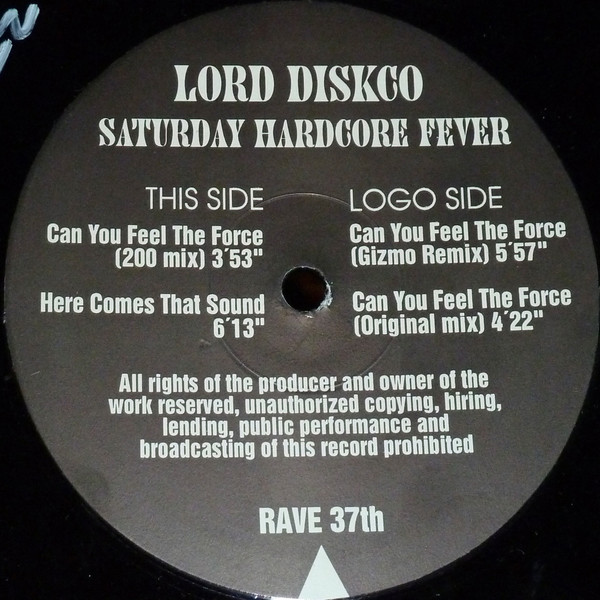 LORD DISKCO
SATURDAY HARDCORE FEVER
THIS SIDE
Can You Feel The Force
(200 mix) 3´53"
Here Comes That Sound
6´13"
LOGO SIDE
Can You Feel The Force
(Gizmo Remix) 5´57"
Can You Feel The Force
(Original mix) 4´22"
All rights of the producer and owner of the
work reserved, unauthorized copying, hiring,
lending, public performance and
broadcasting of this record prohibited
RAVE 37th